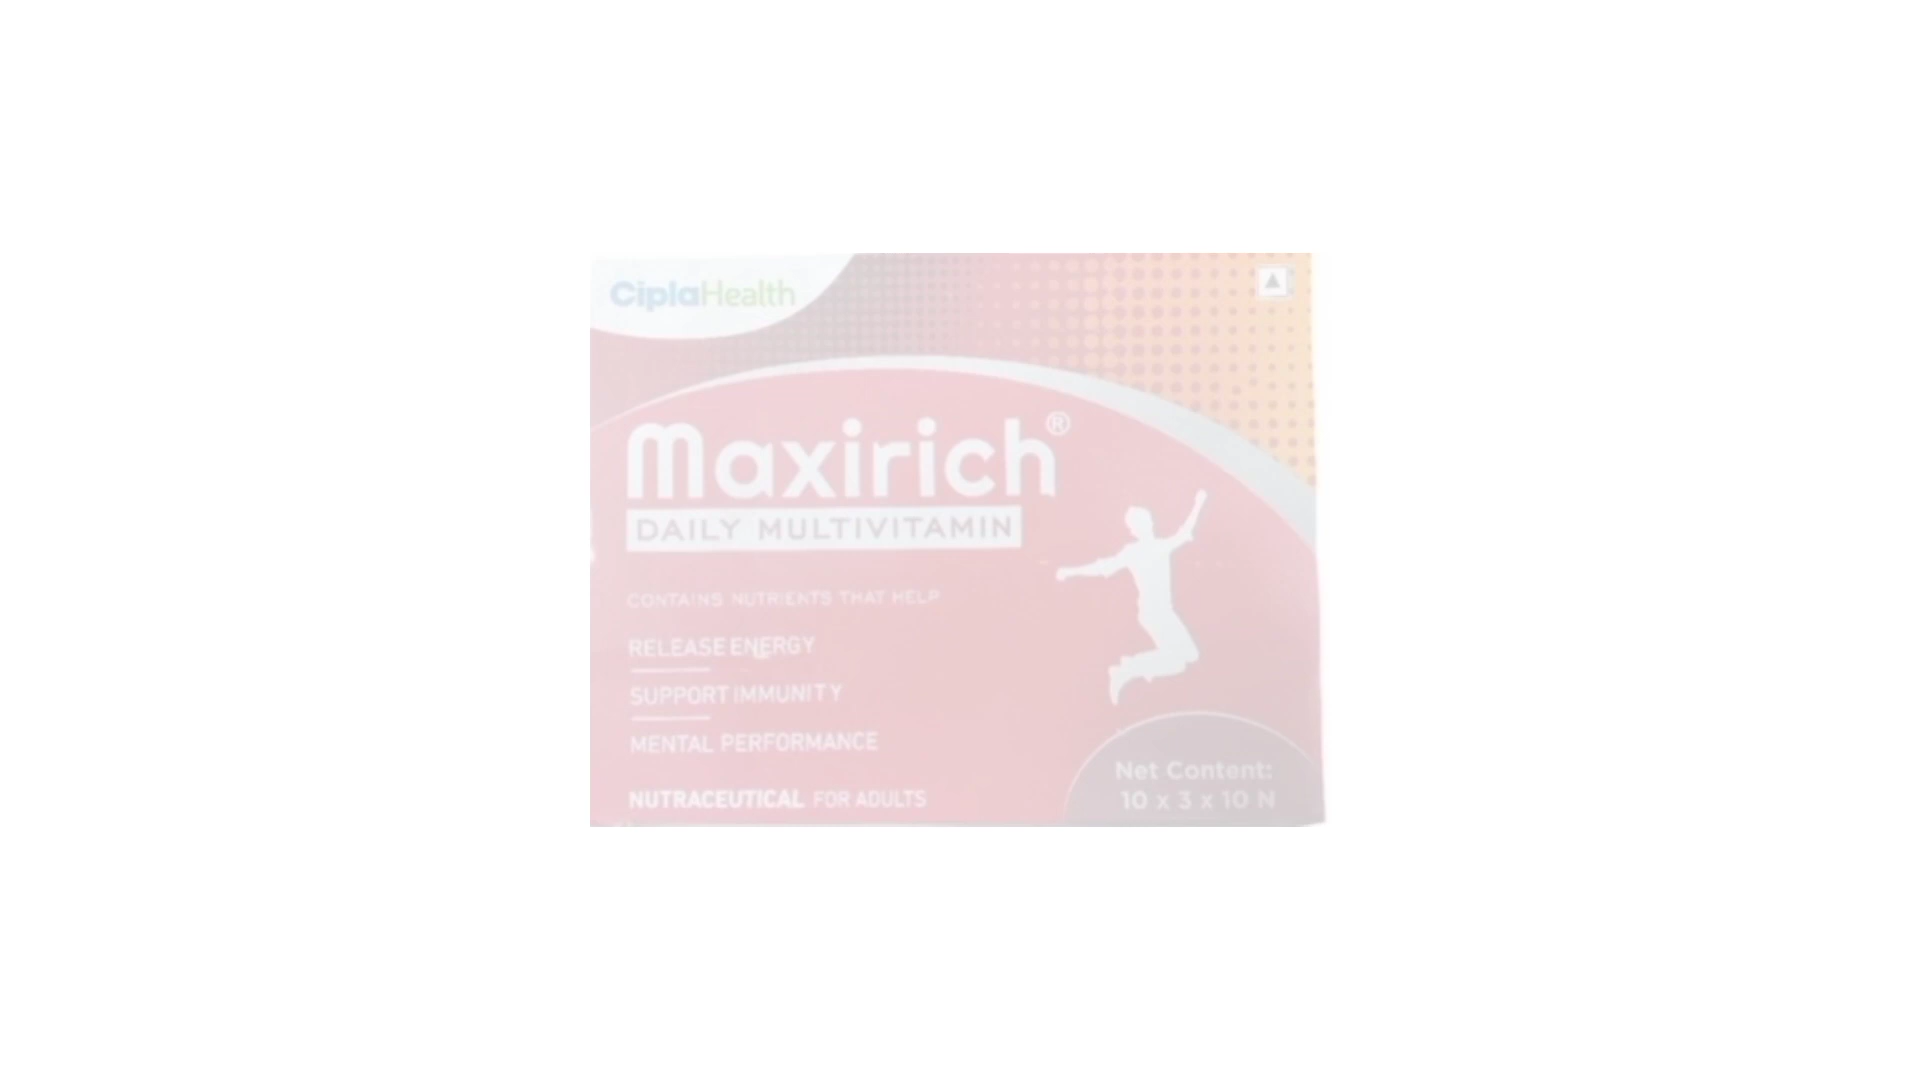 CiplaHealth
Maxirich®
DAILY MULTIVITAMIN
CONTAINS NUTRIENTS THAT HELP
RELEASE ENERGY
SUPPORT IMMUNITY
MENTAL PERFORMANCE
NUTRACEUTICAL FOR ADULTS
Net Content:
10 x 3 x 10 N